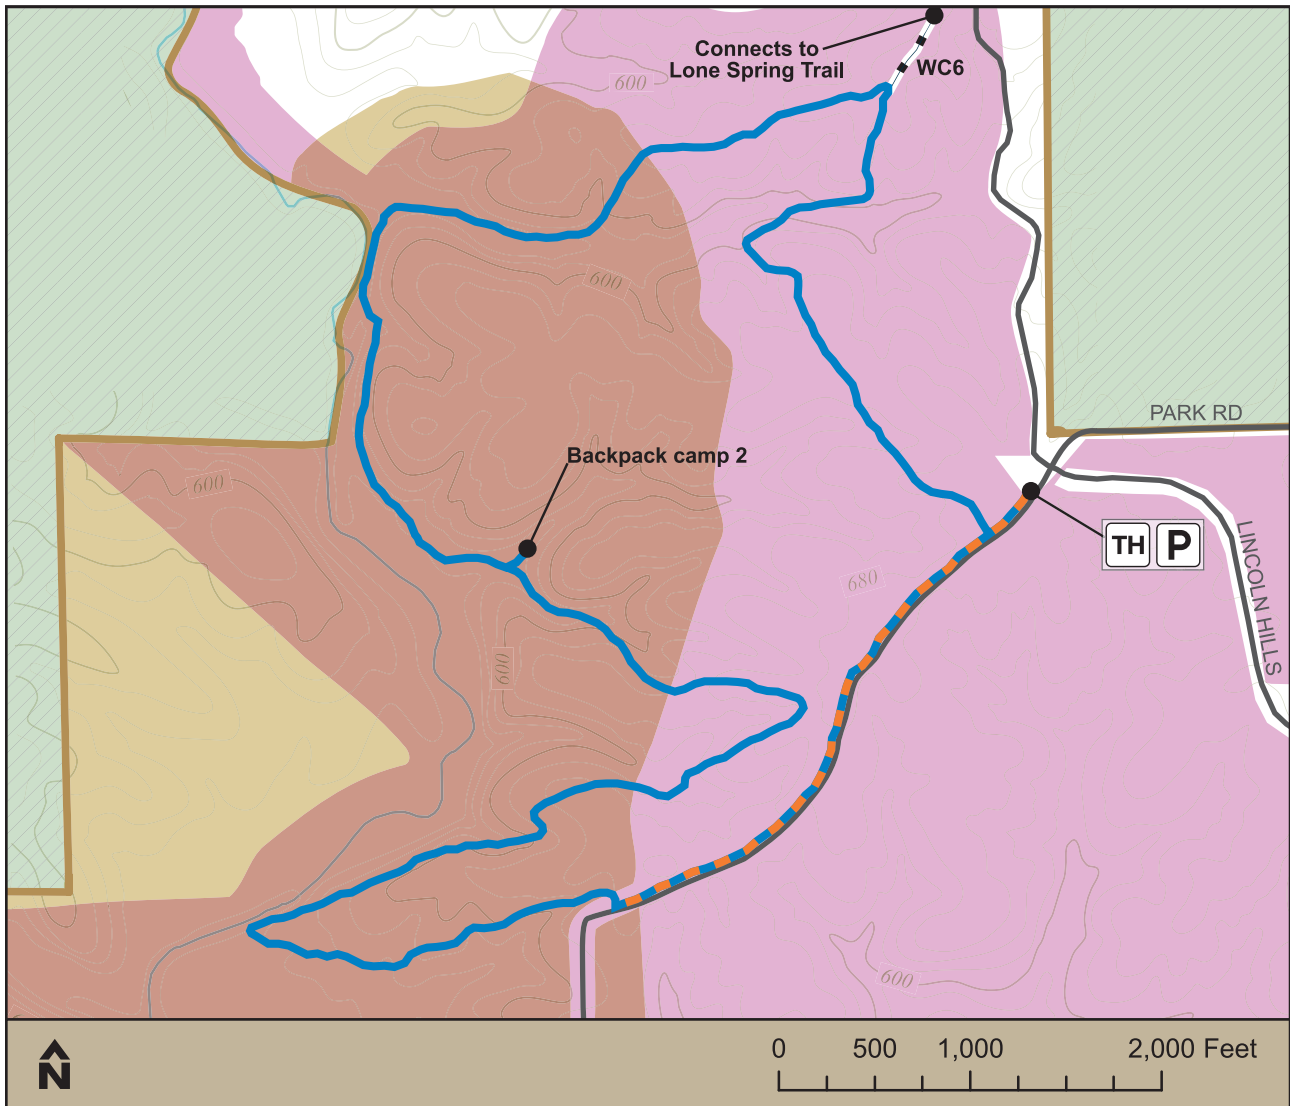 Connects to
Lone Spring Trail
WC6
600
600
PARK RD
Backpack camp 2
600
LINCOLN HILLS
TH P
680
600
600
N
0 500 1,000 2,000 Feet